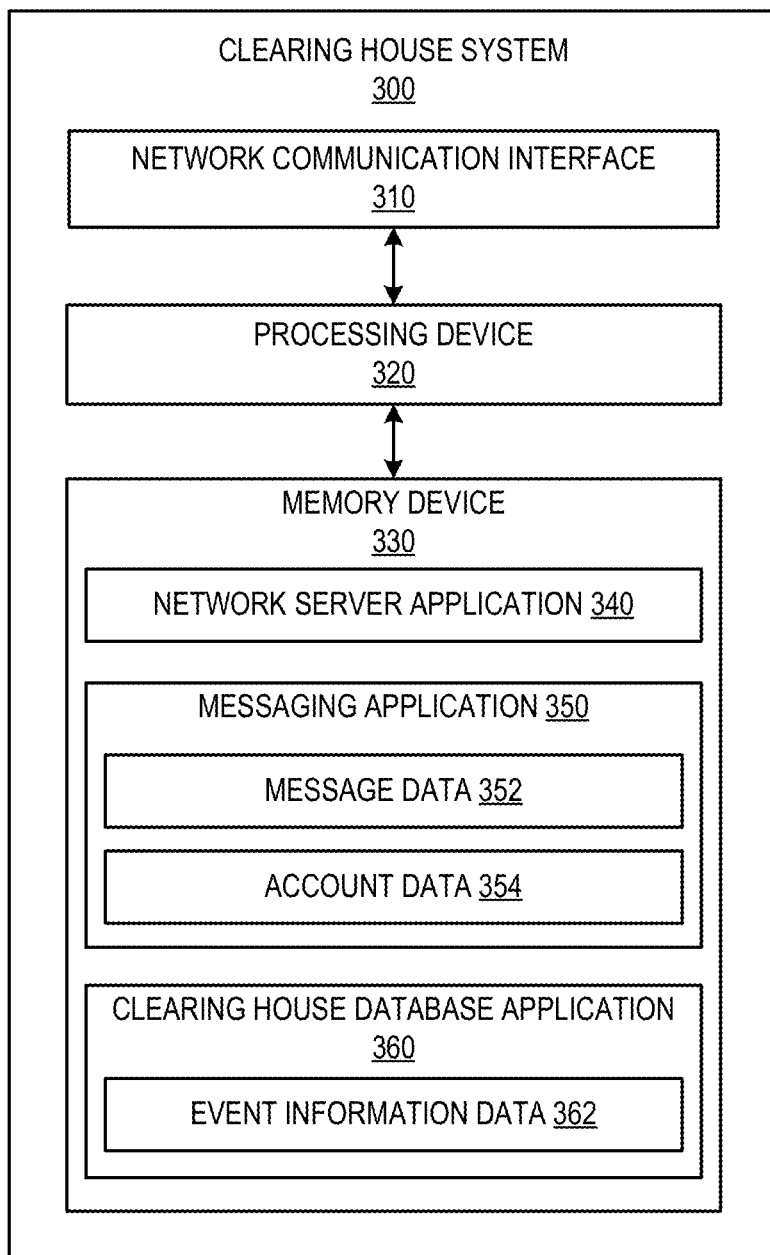 CLEARING HOUSE SYSTEM
300
NETWORK COMMUNICATION INTERFACE
310
PROCESSING DEVICE
320
MEMORY DEVICE
330
NETWORK SERVER APPLICATION 340
MESSAGING APPLICATION 350
MESSAGE DATA 352
ACCOUNT DATA 354
CLEARING HOUSE DATABASE APPLICATION
360
EVENT INFORMATION DATA 362